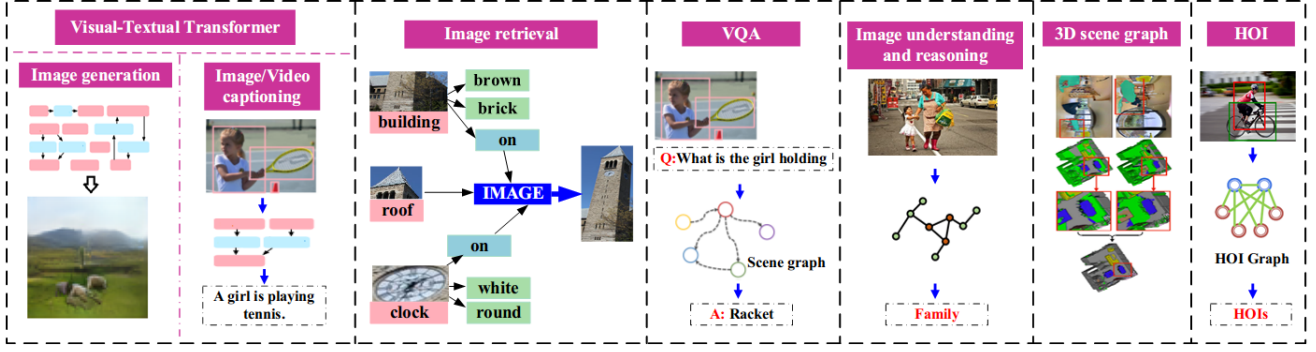 Visual-Textual Transformer
Image generation
Image/Video
captioning
A girl is playing
tennis.
Image retrieval
building
brown
brick
on
roof
IMAGE
on
clock
white
round
VQA
Q:What is the girl holding
Scene graph
A: Racket
Image understanding
and reasoning
Family
3D scene graph
HOI
HOI Graph
HOIs